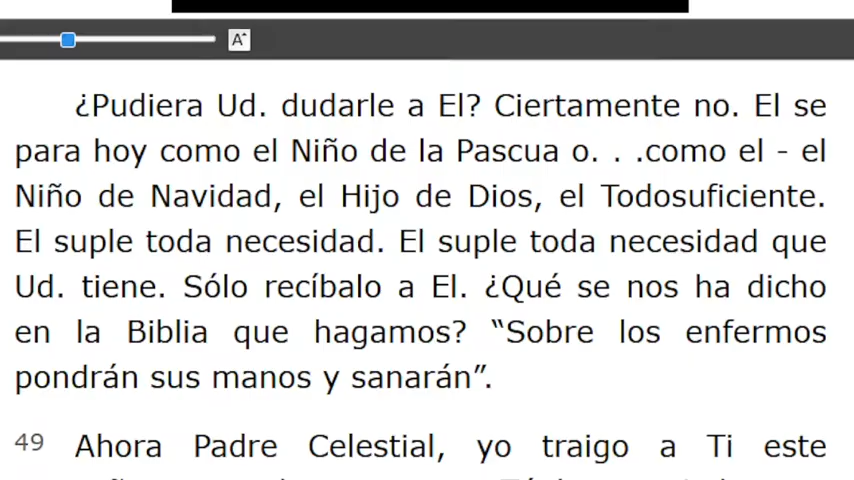 A
¿Pudiera Ud. dudarle a El? Ciertamente no. El se
para hoy como el Niño de la Pascua o. . .como el - el
Niño de Navidad, el Hijo de Dios, el Todosuficiente.
El suple toda necesidad. El suple toda necesidad que
Ud. tiene. Sólo recíbalo a El. ¿Qué se nos ha dicho
en la Biblia que hagamos? “Sobre los enfermos
pondrán sus manos y sanarán”.
49 Ahora Padre Celestial, yo traigo a Ti este